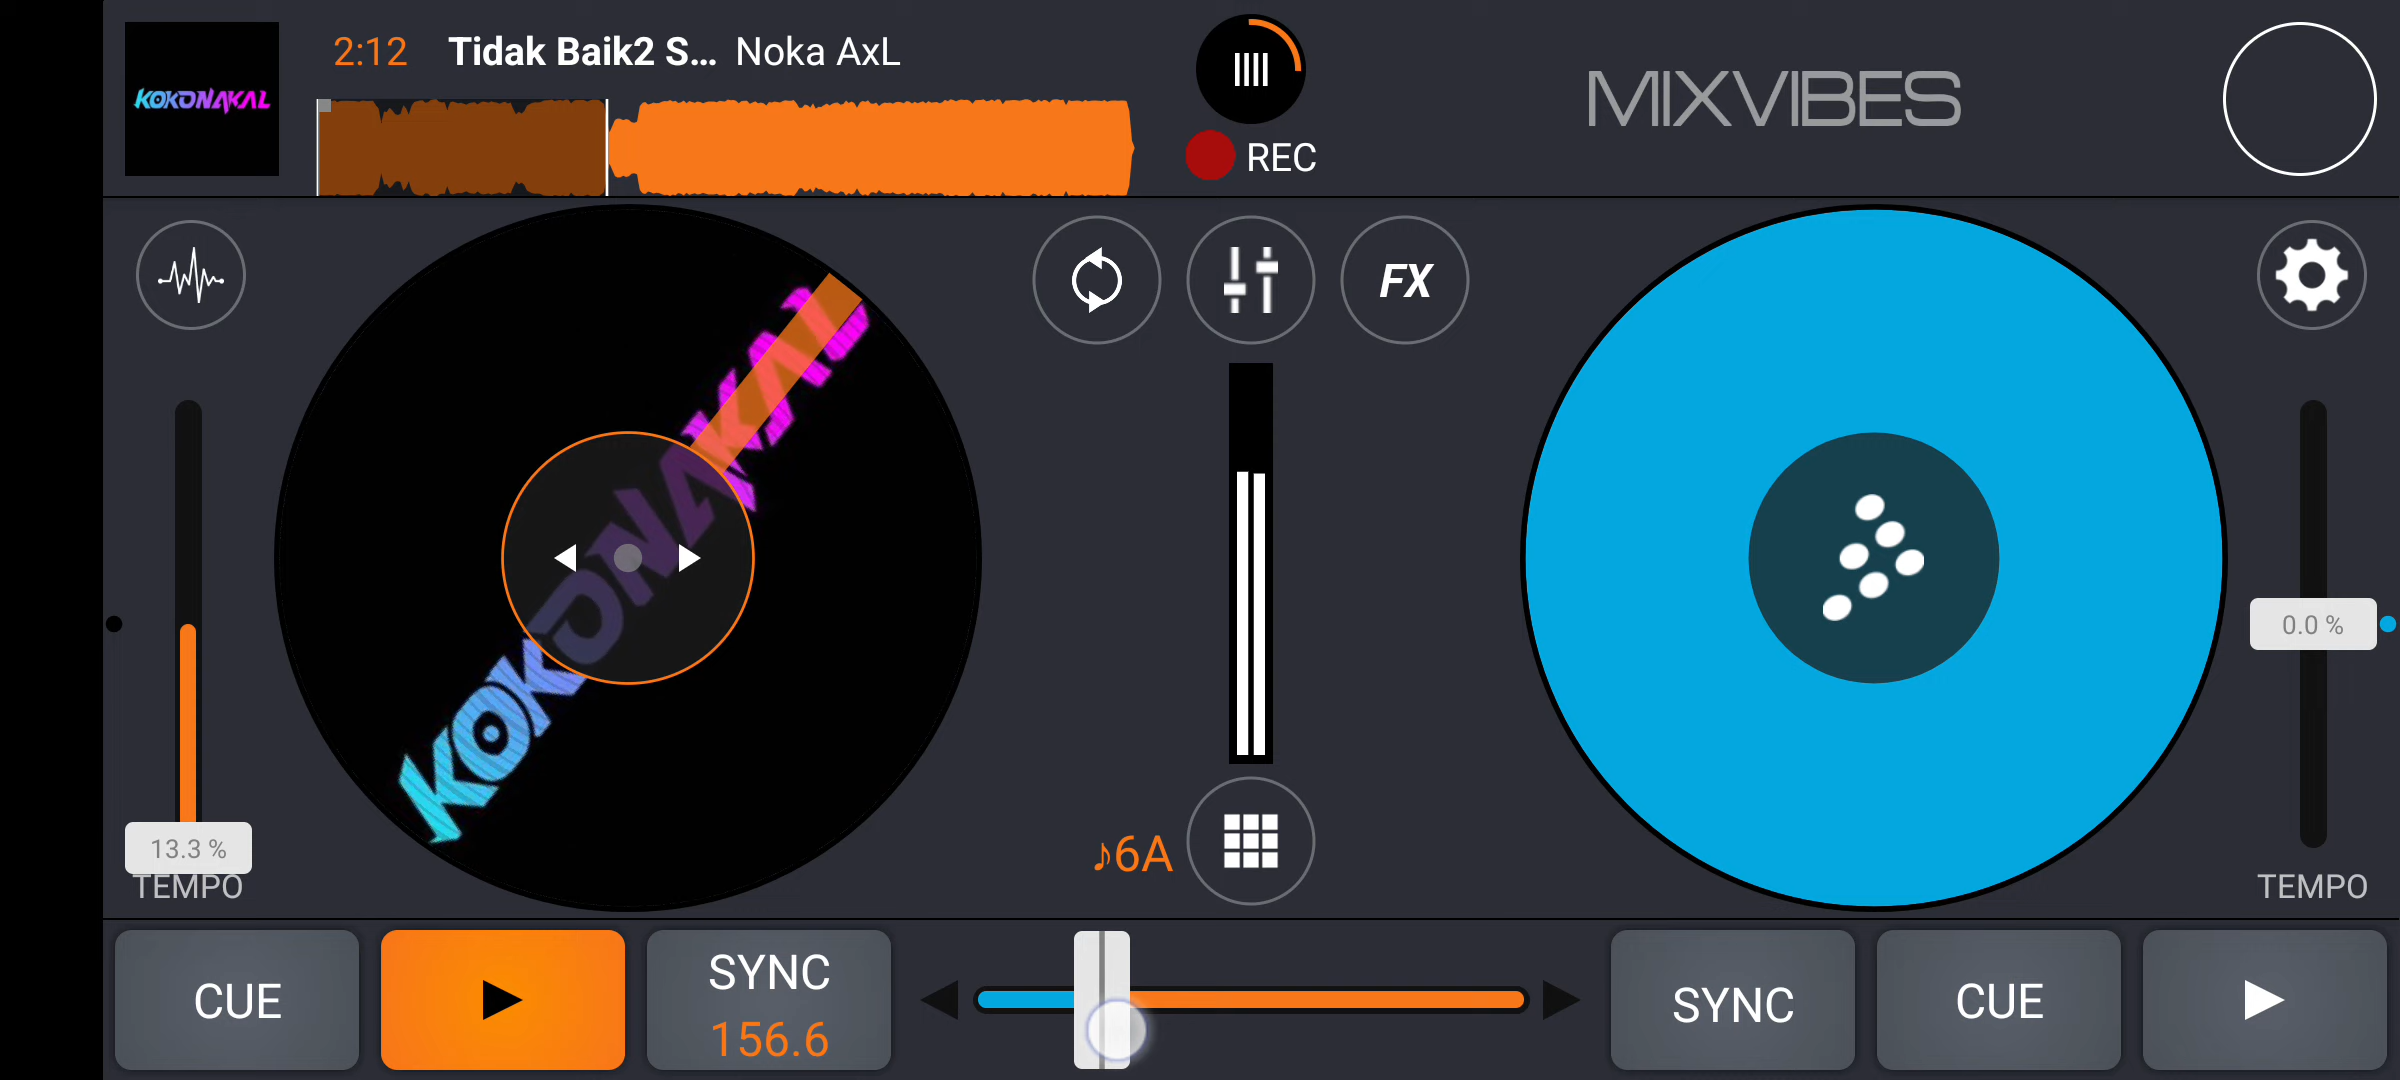 KOKONAKAL
2:12 Tidak Baik2 S... Noka AxL
REC
MIXVIBES
FX
KOKONAKAL
0.0 %
13.3 %
TEMPO
♪6A
TEMPO
CUE
SYNC
156.6
SYNC
CUE